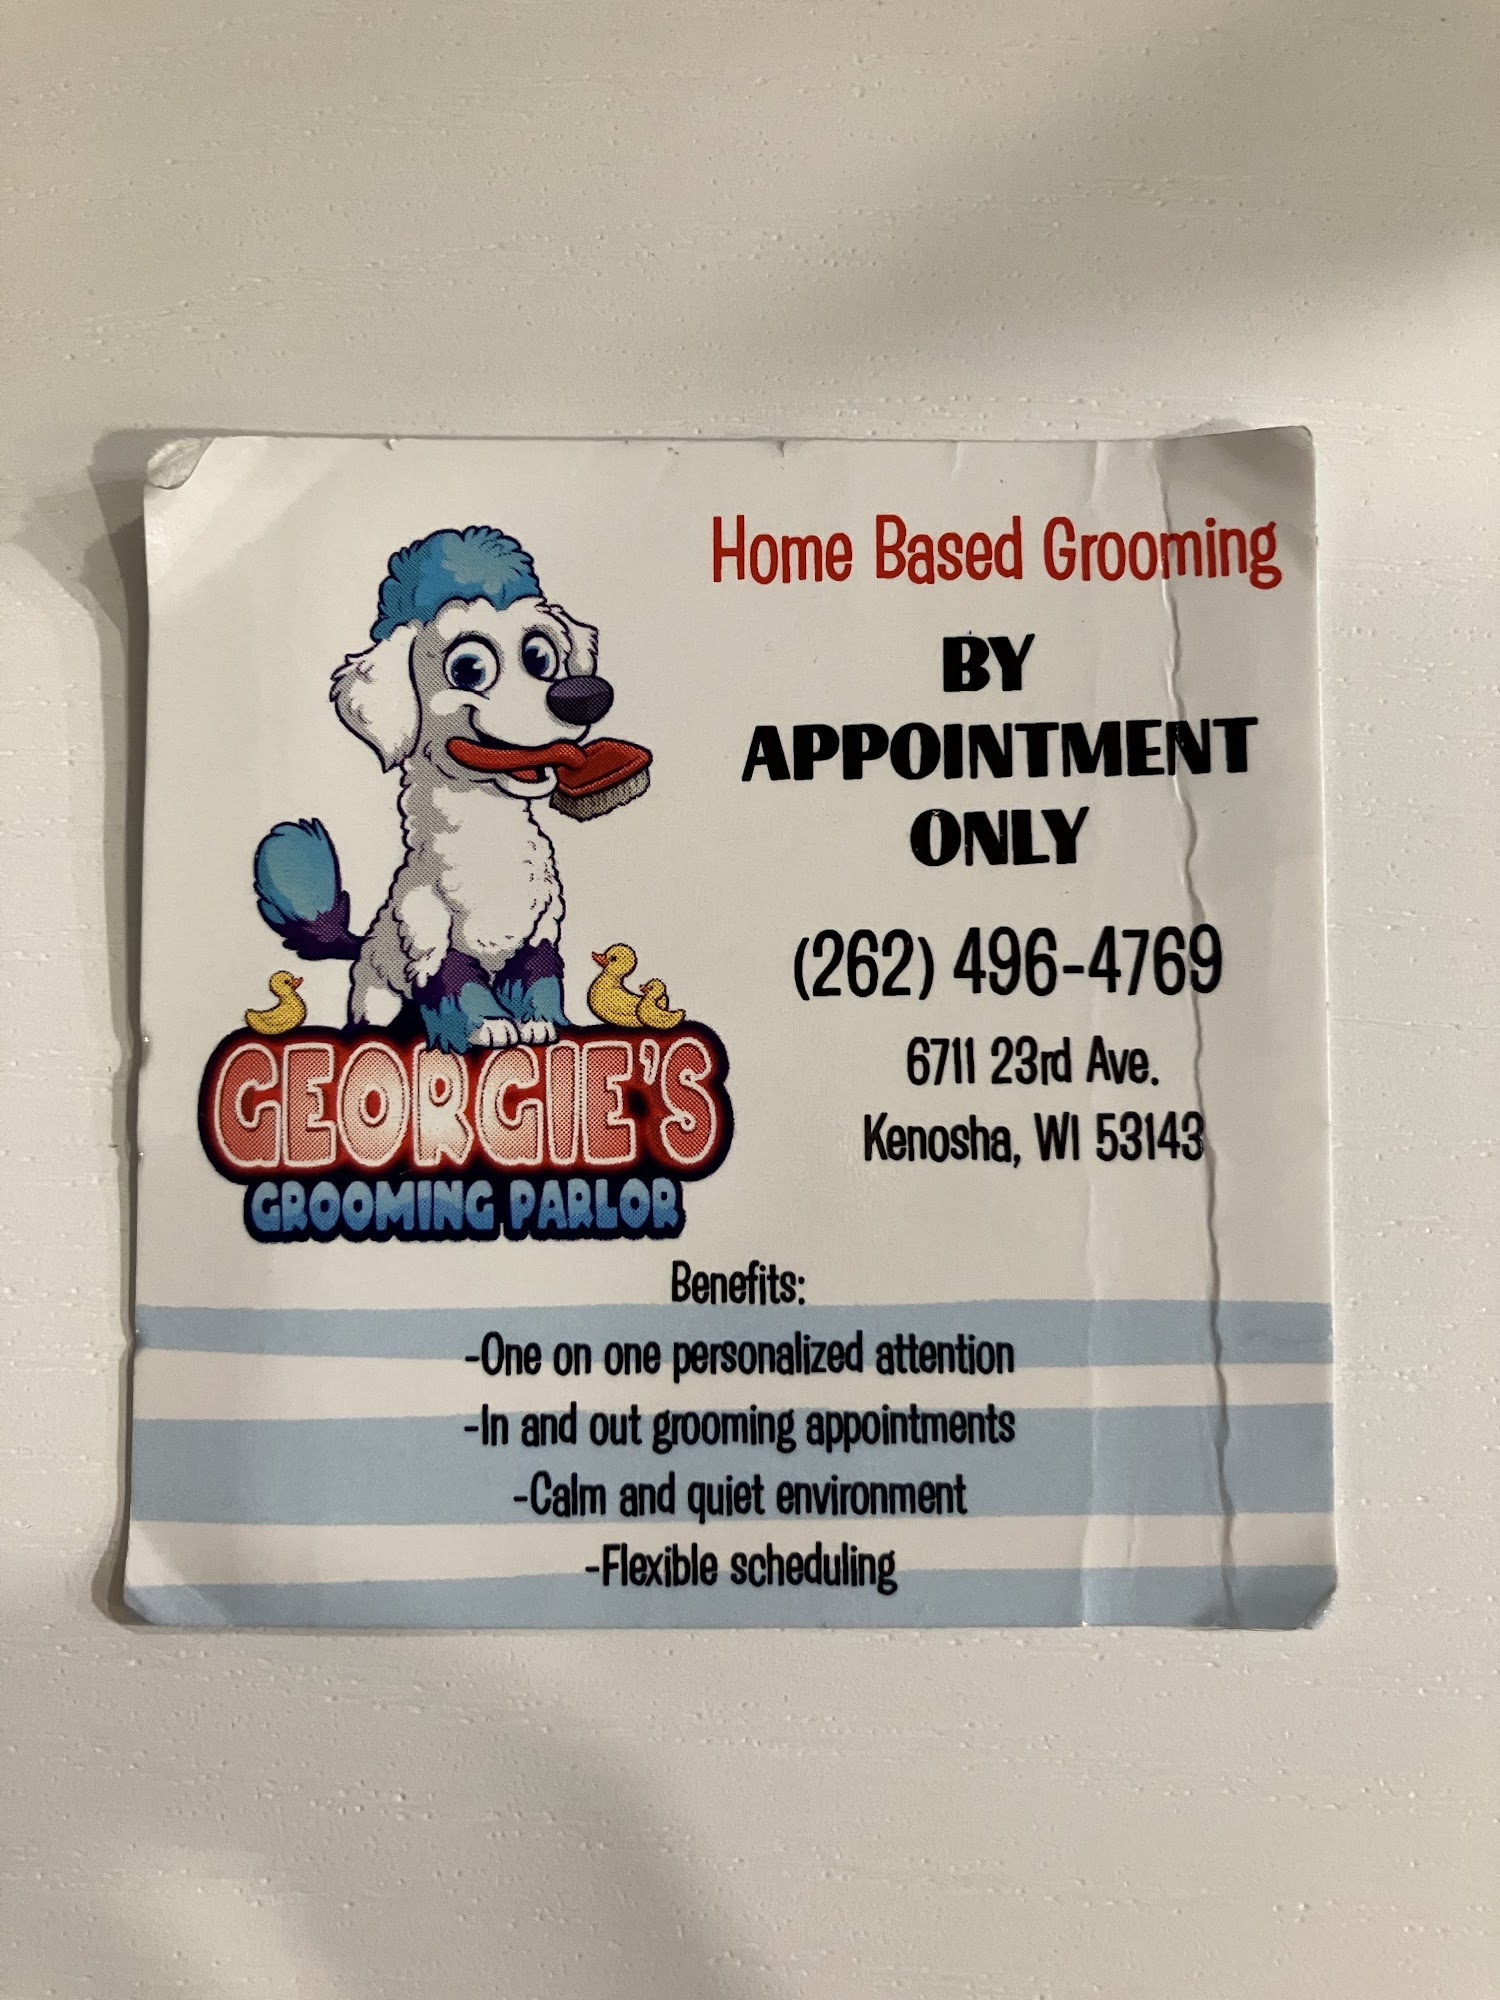 Home Based Grooming
BY
APPOINTMENT
ONLY
(262) 496-4769
6711 23rd Ave.
Kenosha, WI 53143
GEORGIE'S
GROOMING PARLOR
Benefits:
-One on one personalized attention
-In and out grooming appointments
-Calm and quiet environment
-Flexible scheduling